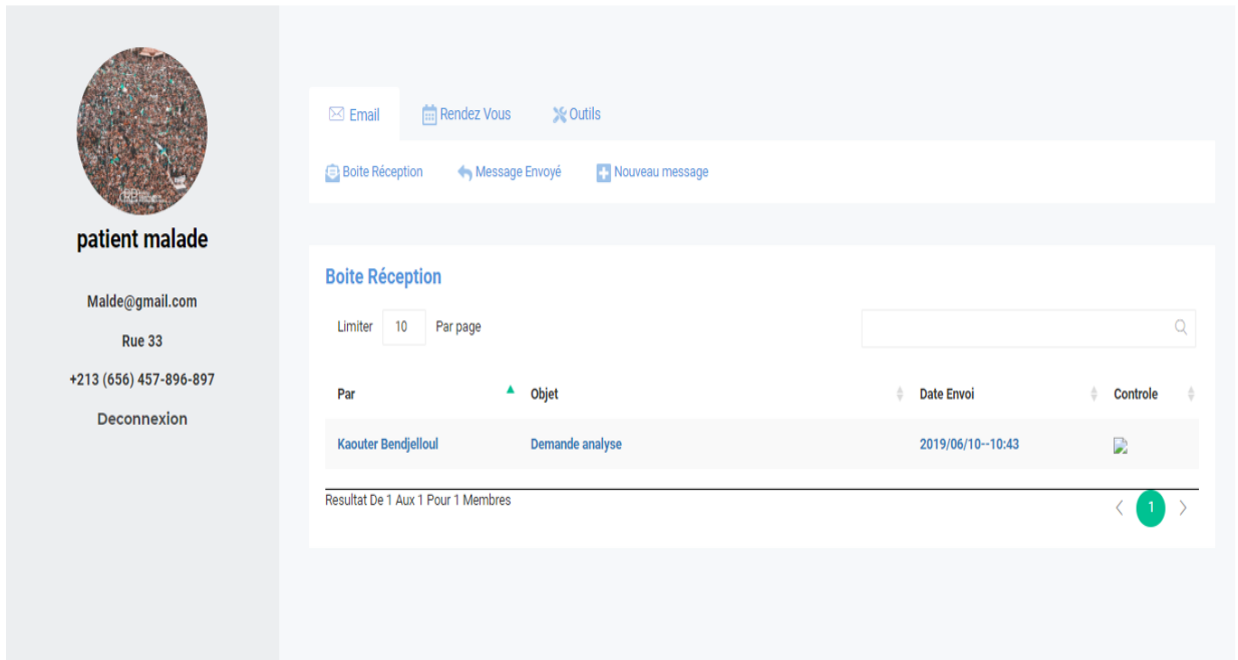 patient malade
Malde@gmail.com
Rue 33
+213 (656) 457-896-897
Deconnexion
Email Rendez Vous Outils
Boite Réception Message Envoyé Nouveau message
Boite Réception
Limiter 10 Par page
Par Objet Date Envoi Controle
Kaouter Bendjelloul Demande analyse 2019/06/10--10:43
Resultat De 1 Aux 1 Pour 1 Membres
1